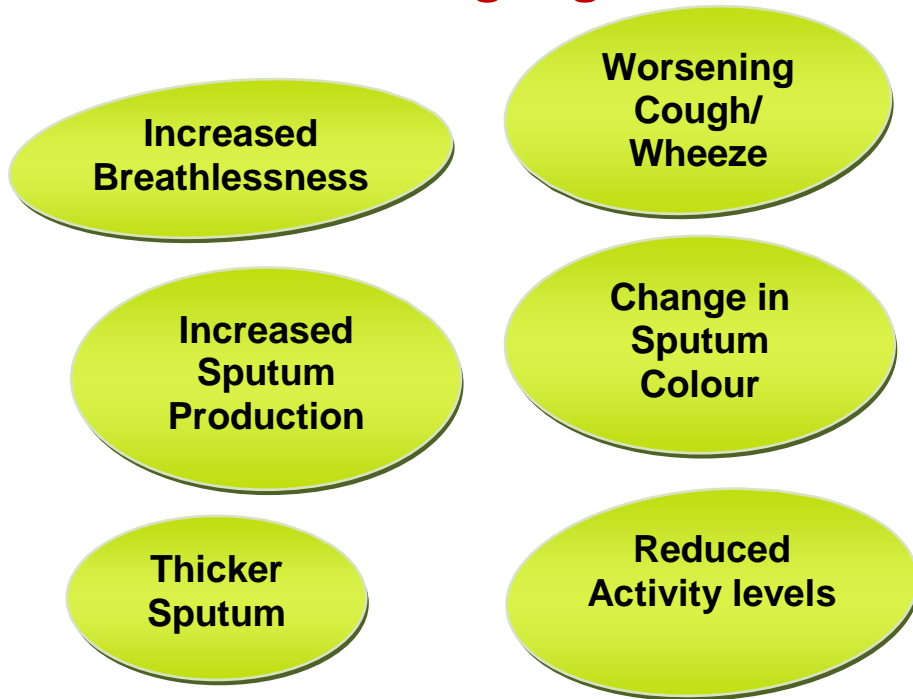 Increased
Breathlessness
Worsening
Cough/
Wheeze
Increased
Sputum
Production
Change in
Sputum
Colour
Thicker
Sputum
Reduced
Activity levels